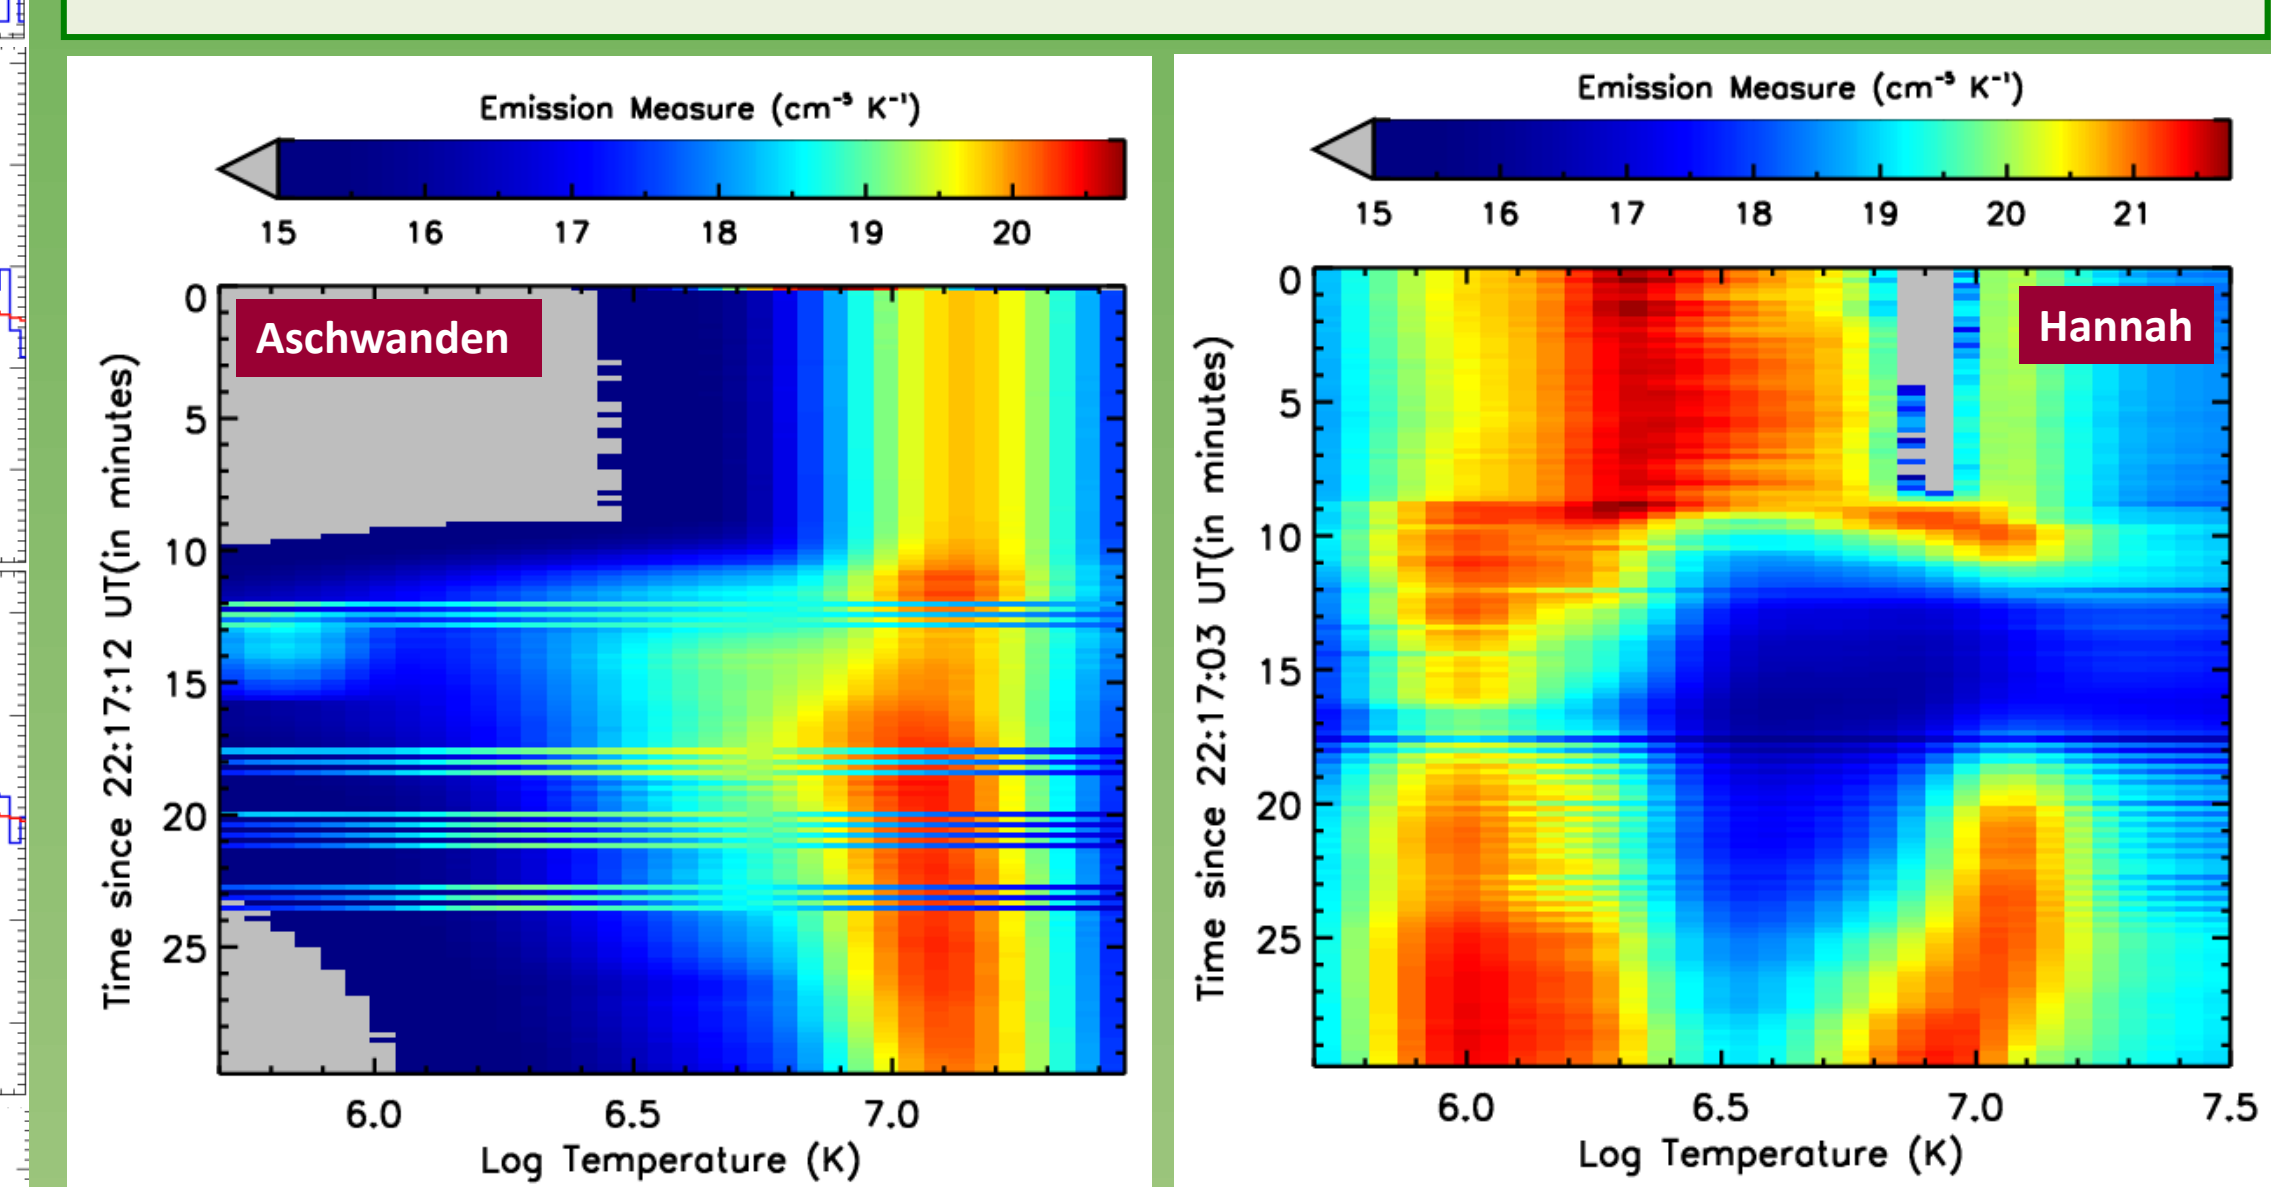 Emission Measure (cm⁻⁵ K⁻¹)
15 16 17 18 19 20
Aschwanden
0
5
10
15
20
25
Time since 22:17:12 UT(in minutes)
6.0 6.5 7.0
Log Temperature (K)
Emission Measure (cm⁻⁵ K⁻¹)
15 16 17 18 19 20 21
Hannah
0
5
10
15
20
25
Time since 22:17:03 UT(in minutes)
6.0 6.5 7.0 7.5
Log Temperature (K)